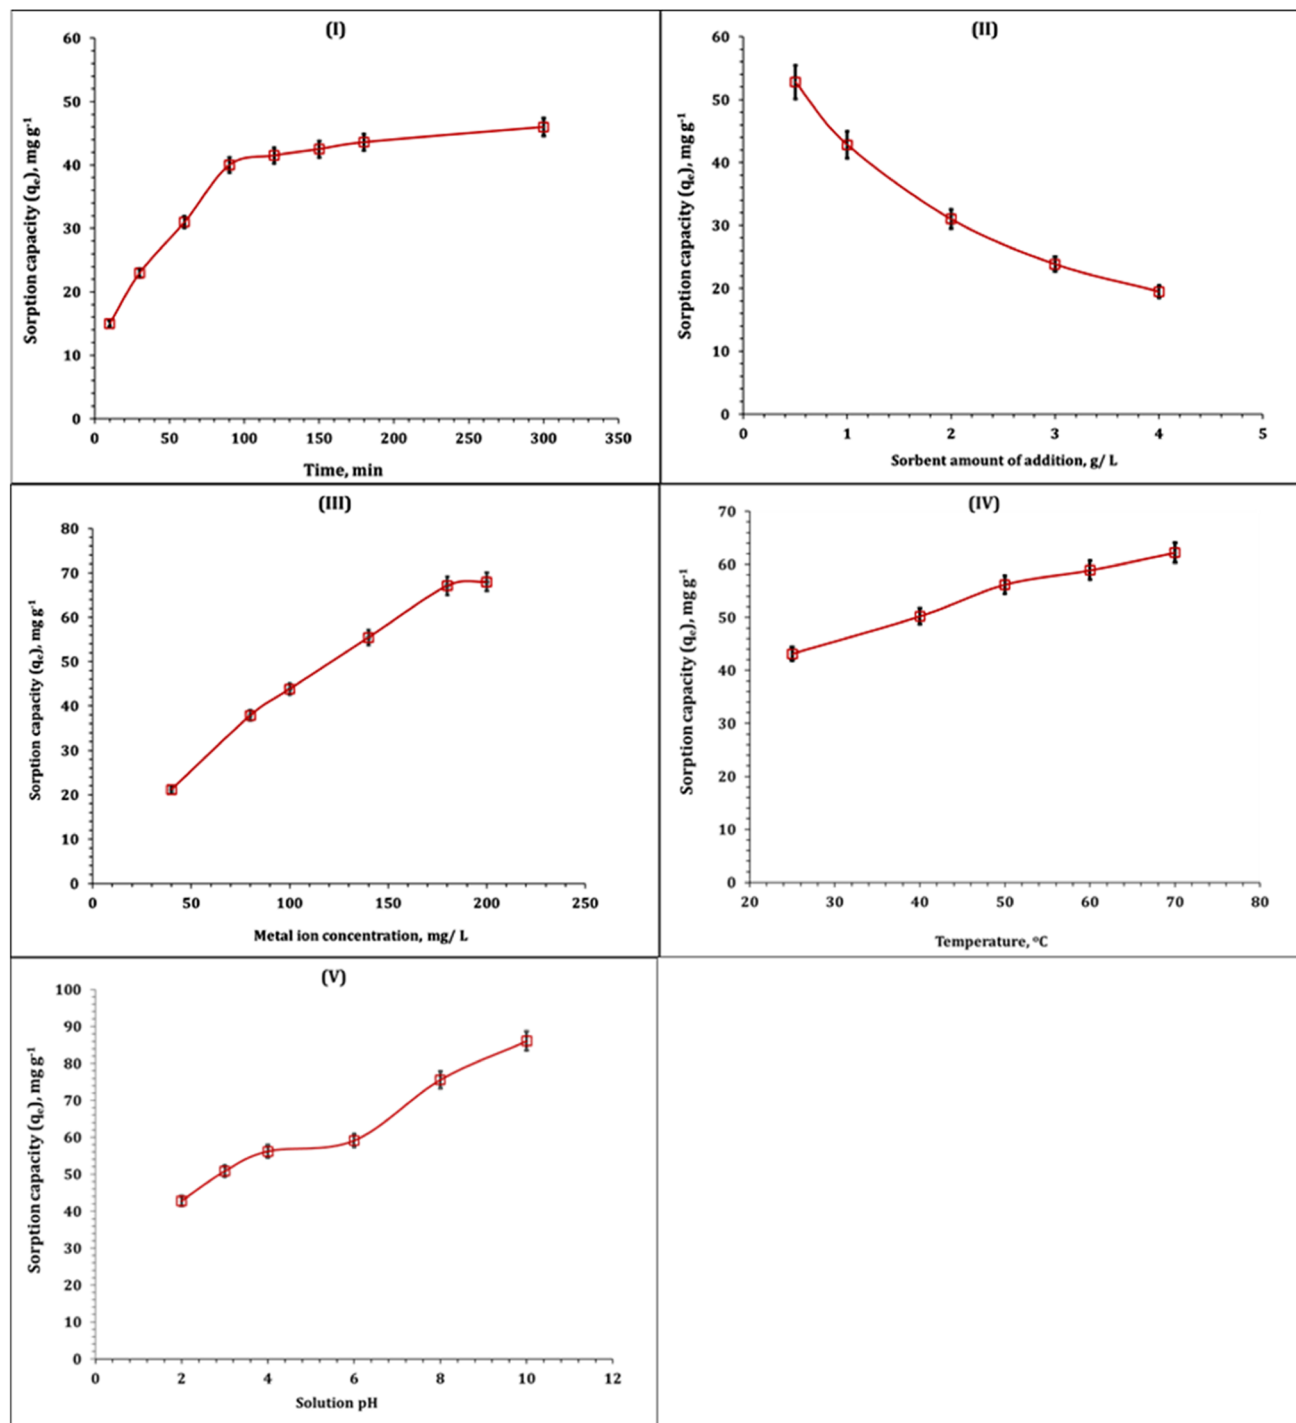 (I)
Sorption capacity (qe), mg g-1
60
50
40
30
20
10
0
0 50 100 150 200 250 300 350
Time, min
(II)
Sorption capacity (qe), mg g-1
60
50
40
30
20
10
0
0 1 2 3 4 5
Sorbent amount of addition, g/ L
(III)
Sorption capacity (qe), mg g-1
80
70
60
50
40
30
20
10
0
0 50 100 150 200 250
Metal ion concentration, mg/ L
(IV)
Sorption capacity (qe), mg g-1
70
60
50
40
30
20
10
0
20 30 40 50 60 70 80
Temperature, ºC
(V)
Sorption capacity (qe), mg g-1
100
90
80
70
60
50
40
30
20
10
0
0 2 4 6 8 10 12
Solution pH